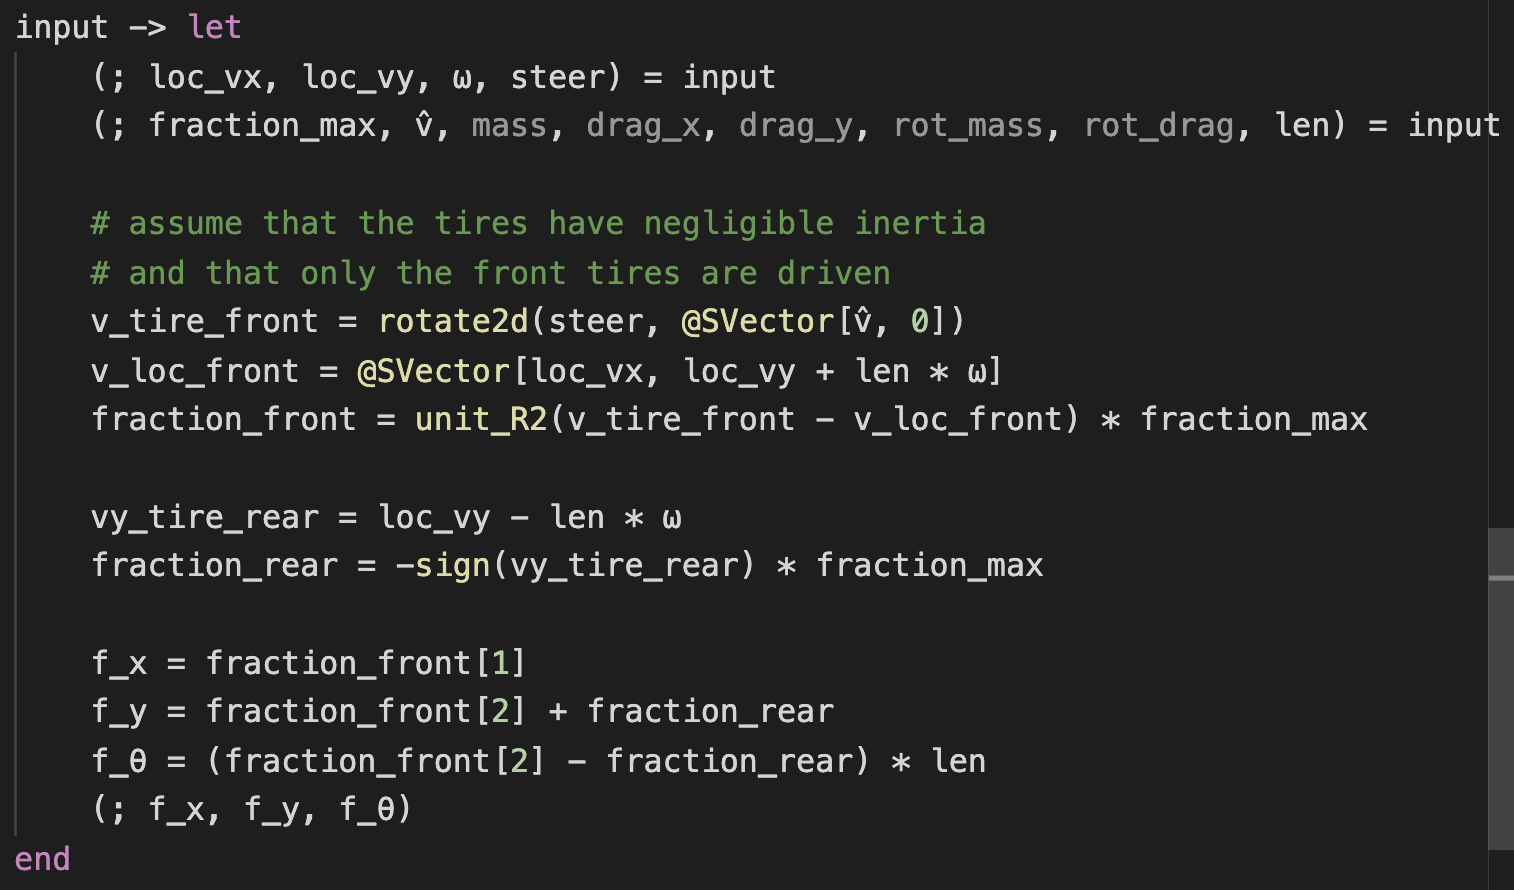 input -> let
(; loc_vx, loc_vy, ω, steer) = input
(; fraction_max, v̂, mass, drag_x, drag_y, rot_mass, rot_drag, len) = input
# assume that the tires have negligible inertia
# and that only the front tires are driven
v_tire_front = rotate2d(steer, @SVector[v̂, 0])
v_loc_front = @SVector[loc_vx, loc_vy + len * ω]
fraction_front = unit_R2(v_tire_front - v_loc_front) * fraction_max
vy_tire_rear = loc_vy - len * ω
fraction_rear = -sign(vy_tire_rear) * fraction_max
f_x = fraction_front[1]
f_y = fraction_front[2] + fraction_rear
f_θ = (fraction_front[2] - fraction_rear) * len
(; f_x, f_y, f_θ)
end